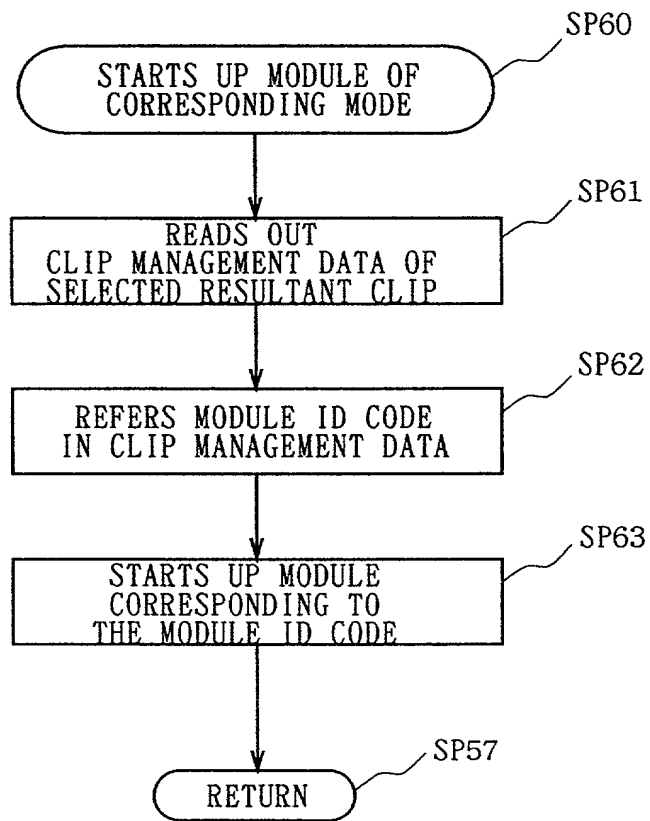 SP60
STARTS UP MODULE OF
CORRESPONDING MODE
SP61
READS OUT
CLIP MANAGEMENT DATA OF
SELECTED RESULTANT CLIP
SP62
REFERS MODULE ID CODE
IN CLIP MANAGEMENT DATA
SP63
STARTS UP MODULE
CORRESPONDING TO
THE MODULE ID CODE
SP57
RETURN